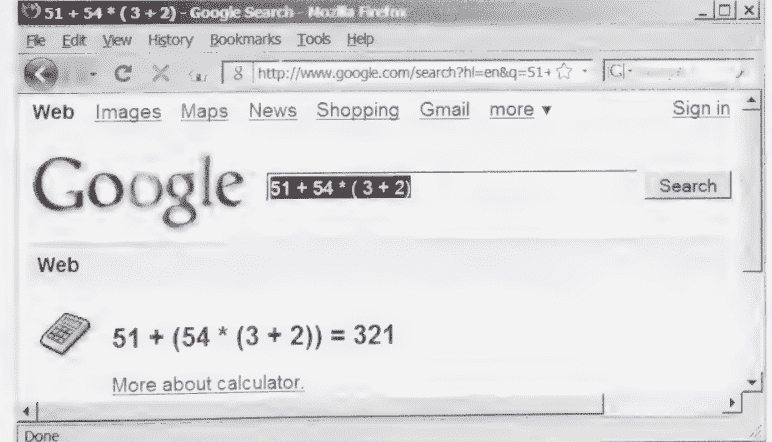 51 + 54 * ( 3 + 2) - Google Search - Mozilla Firefox
File Edit View History Bookmarks Tools Help
http://www.google.com/search?hl=en&q=51+
Web Images Maps News Shopping Gmail more ▼ Sign in
Google 51 + 54 * ( 3 + 2) Search
Web
51 + (54 * (3 + 2)) = 321
More about calculator.
Done